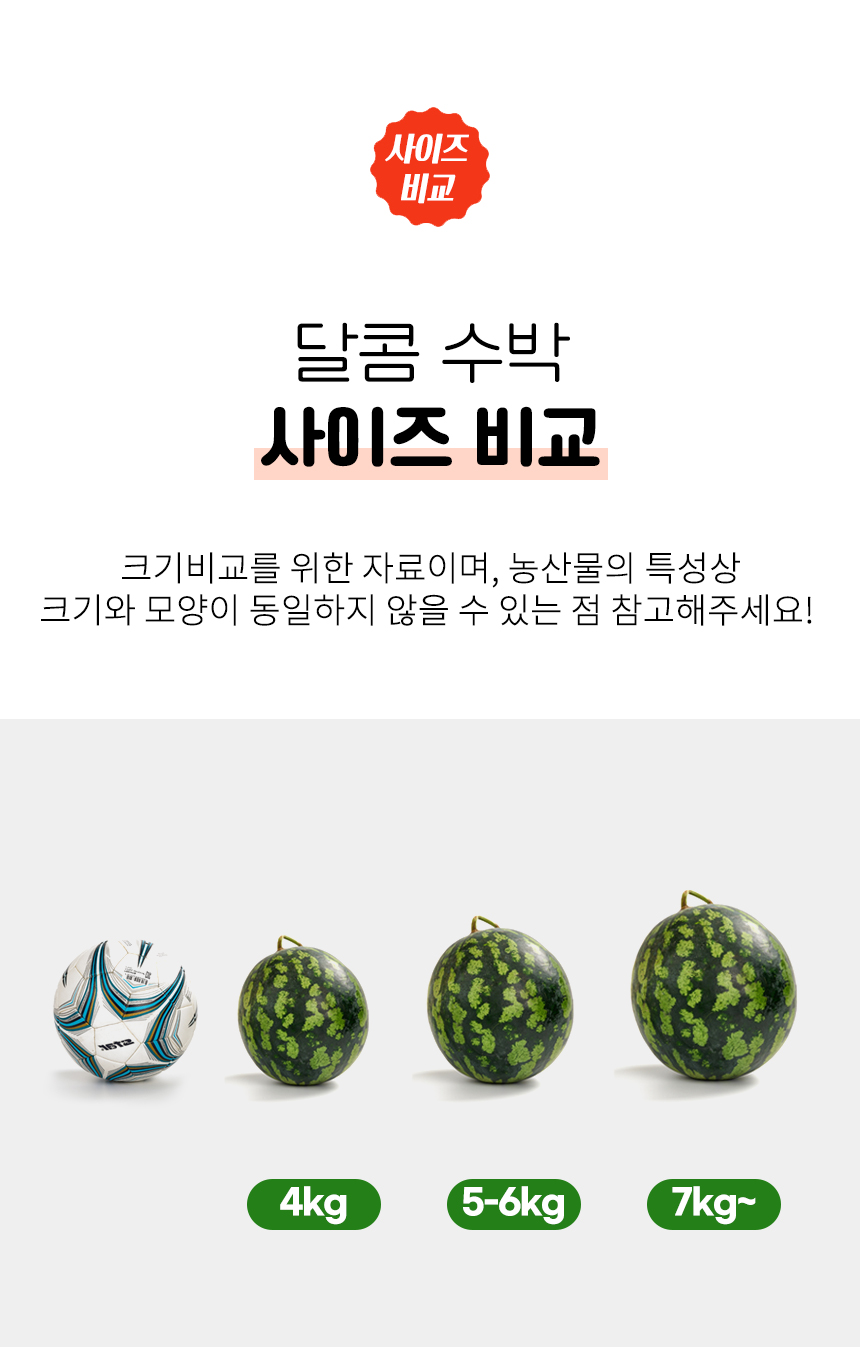 사이즈
비교
달콤 수박
사이즈 비교
크기비교를 위한 자료이며, 농산물의 특성상
크기와 모양이 동일하지 않을 수 있는 점 참고해주세요!
4kg
5-6kg
7kg~